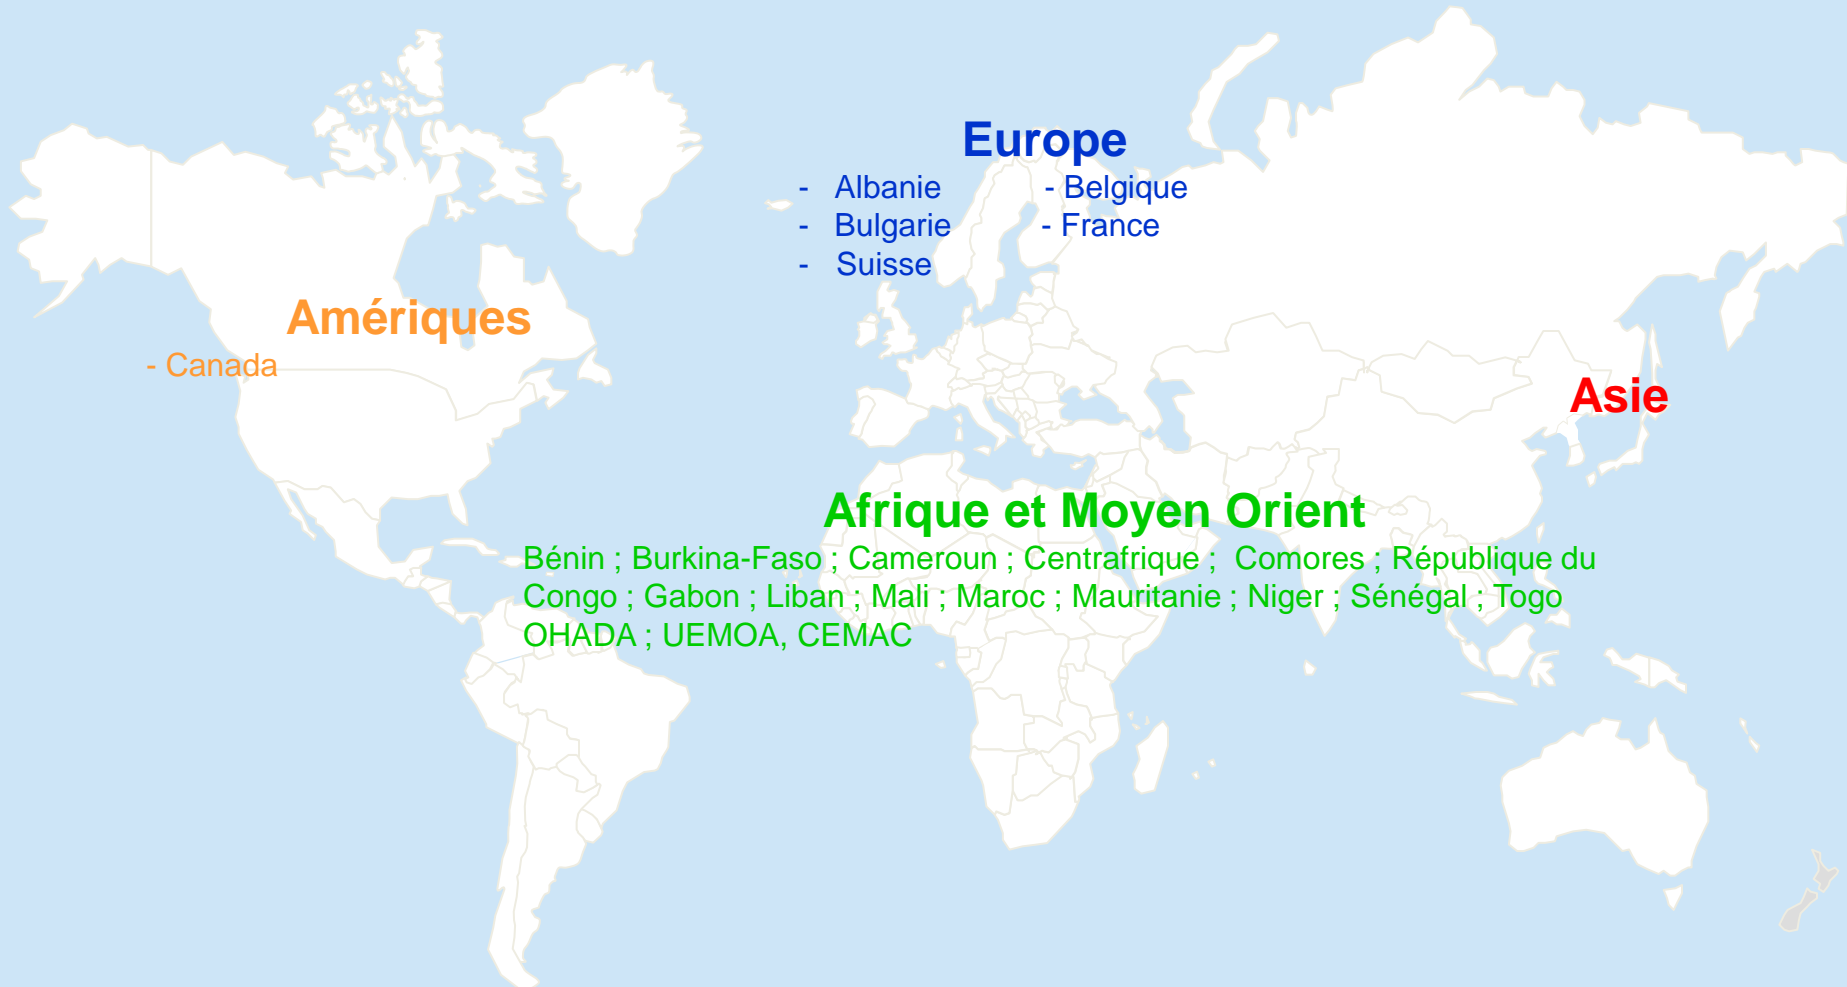 Europe
- Albanie - Belgique
- Bulgarie - France
- Suisse
Amériques
- Canada
Asie
Afrique et Moyen Orient
Bénin ; Burkina-Faso ; Cameroun ; Centrafrique ; Comores ; République du
Congo ; Gabon ; Liban ; Mali ; Maroc ; Mauritanie ; Niger ; Sénégal ; Togo
OHADA ; UEMOA, CEMAC